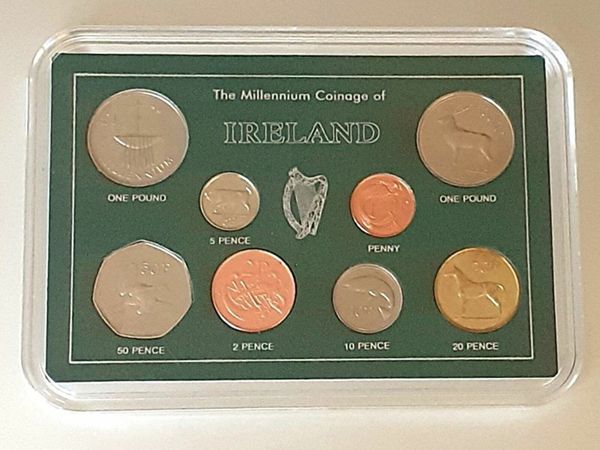 The Millennium Coinage of
IRELAND
ONE POUND
ONE POUND
5 PENCE
PENNY
50p
50 PENCE
2 PENCE
10 PENCE
20 PENCE